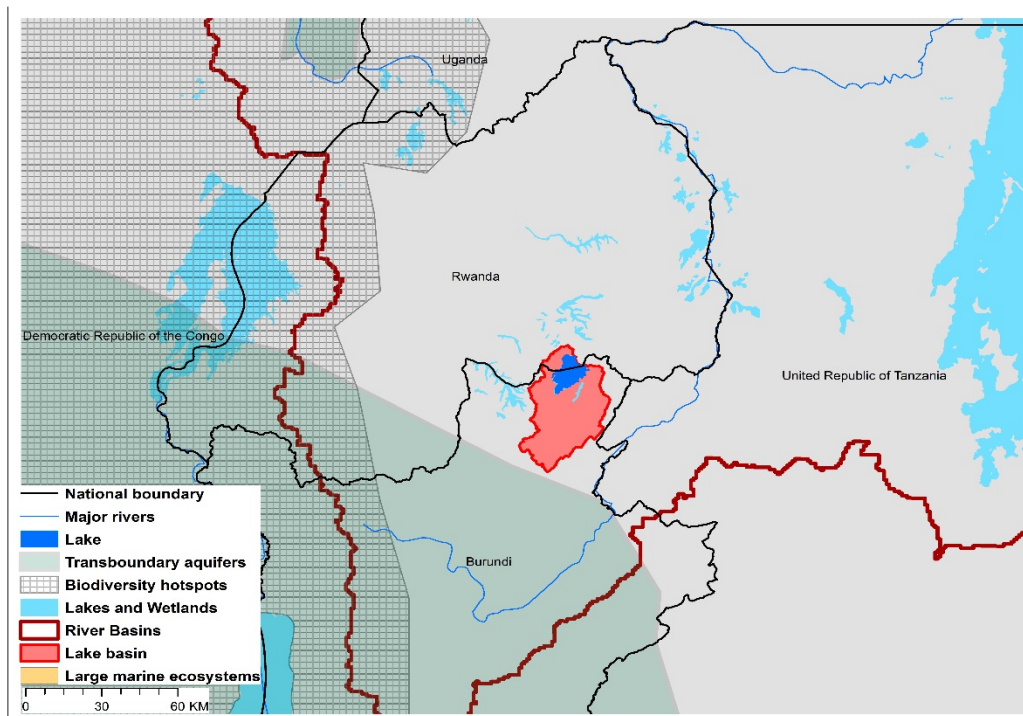 Uganda
Rwanda
Democratic Republic of the Congo
United Republic of Tanzania
Burundi
National boundary
Major rivers
Lake
Transboundary aquifers
Biodiversity hotspots
Lakes and Wetlands
River Basins
Lake basin
Large marine ecosystems
0 30 60 KM